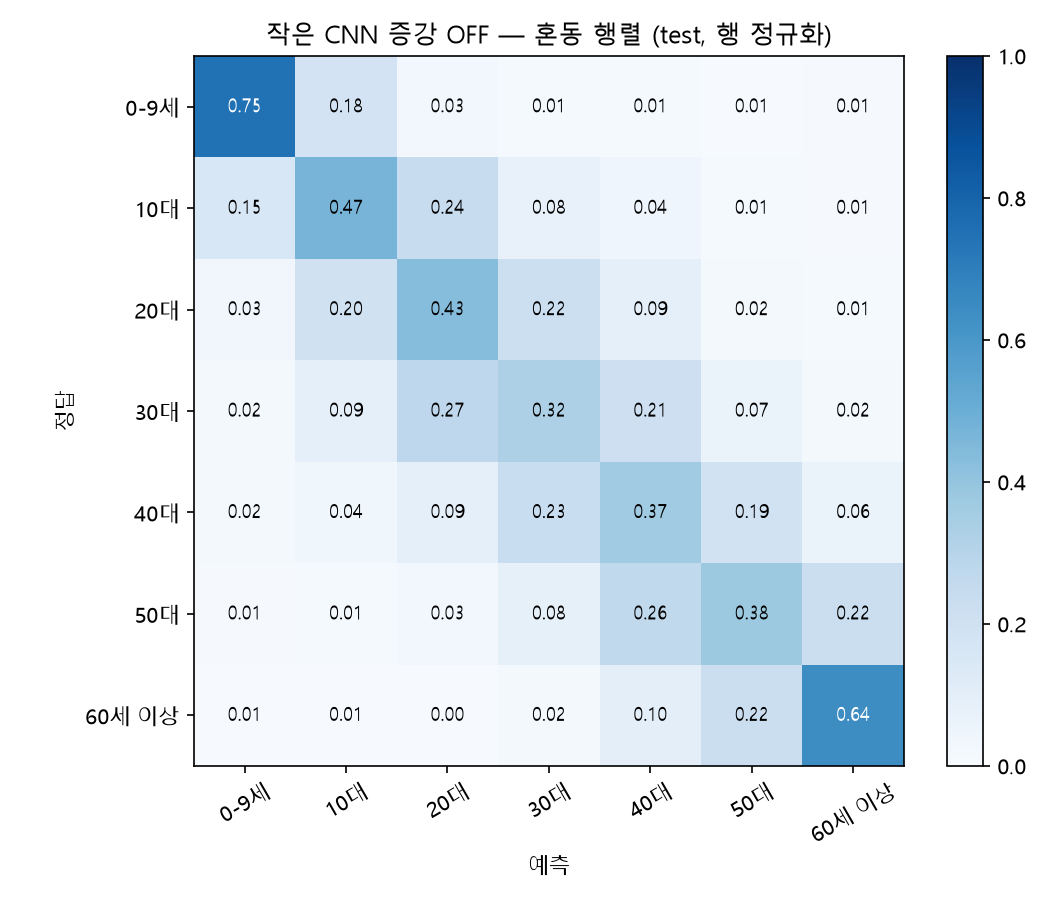 작은 CNN 증강 OFF — 혼동 행렬 (test, 행 정규화)
정답
0-9세 0.75 0.18 0.03 0.01 0.01 0.01 0.01
10대 0.15 0.47 0.24 0.08 0.04 0.01 0.01
20대 0.03 0.20 0.43 0.22 0.09 0.02 0.01
30대 0.02 0.09 0.27 0.32 0.21 0.07 0.02
40대 0.02 0.04 0.09 0.23 0.37 0.19 0.06
50대 0.01 0.01 0.03 0.08 0.26 0.38 0.22
60세 이상 0.01 0.01 0.00 0.02 0.10 0.22 0.64
0-9세 10대 20대 30대 40대 50대 60세 이상
예측
1.0
0.8
0.6
0.4
0.2
0.0